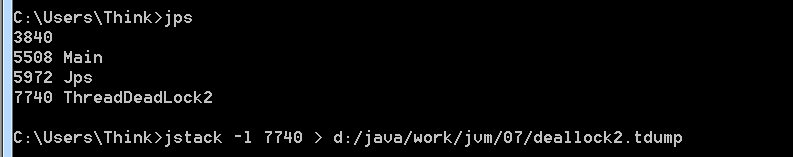 C:\Users\Think>jps
3840
5508 Main
5972 Jps
7740 ThreadDeadLock2
C:\Users\Think>jstack -l 7740 > d:/java/work/jvm/07/deallock2.tdump